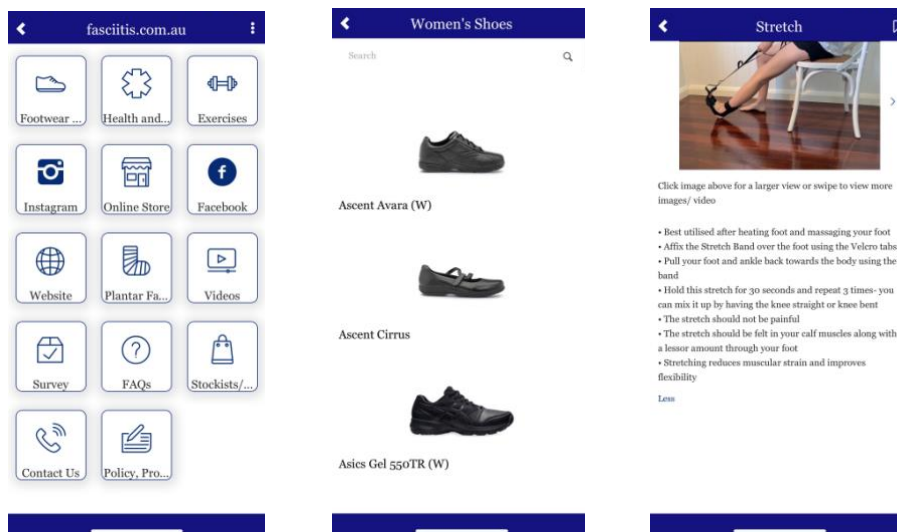 fasciitis.com.au
Footwear ...
Health and...
Exercises
Instagram
Online Store
Facebook
Website
Plantar Fa...
Videos
Survey
FAQs
Stockists/...
Contact Us
Policy, Pro...
Women's Shoes
Search
Ascent Avara (W)
Ascent Cirrus
Asics Gel 550TR (W)
Stretch
Click image above for a larger view or swipe to view more
images/ video
• Best utilised after heating foot and massaging your foot
• Affix the Stretch Band over the foot using the Velcro tabs
• Pull your foot and ankle back towards the body using the
band
• Hold this stretch for 30 seconds and repeat 3 times- you
can mix it up by having the knee straight or knee bent
• The stretch should not be painful
• The stretch should be felt in your calf muscles along with
a lessor amount through your foot
• Stretching reduces muscular strain and improves
flexibility
Less